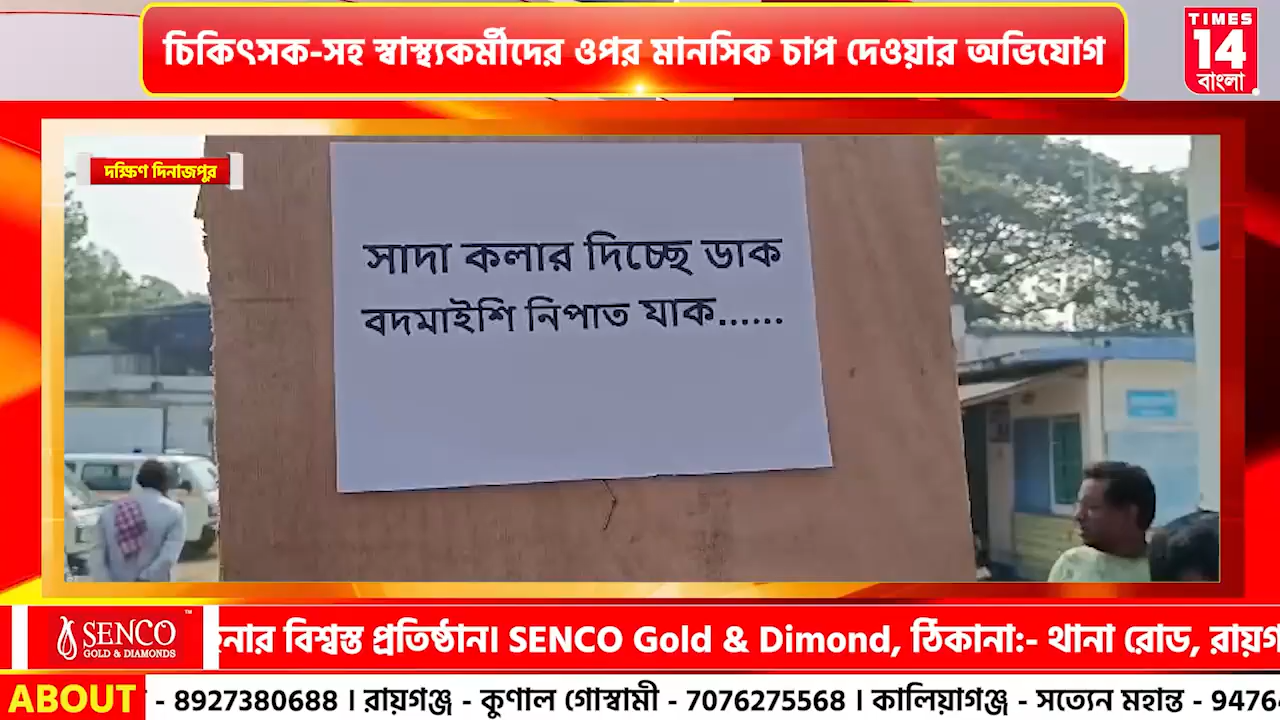 চিকিৎসক-সহ স্বাস্থ্যকর্মীদের ওপর মানসিক চাপ দেওয়ার অভিযোগ
TIMES
14
বাংলা
দক্ষিণ দিনাজপুর
সাদা কলার দিচ্ছে ডাক
বদমাইশি নিপাত যাক......
SENCO
GOLD & DIAMONDS
বিশ্বস্ত প্রতিষ্ঠান। SENCO Gold & Dimond, ঠিকানা:- থানা রোড,
ABOUT
- 8927380688 । রায়গঞ্জ - কুণাল গোস্বামী - 7076275568 । কালিয়াগঞ্জ - সত্যেন মহান্ত -